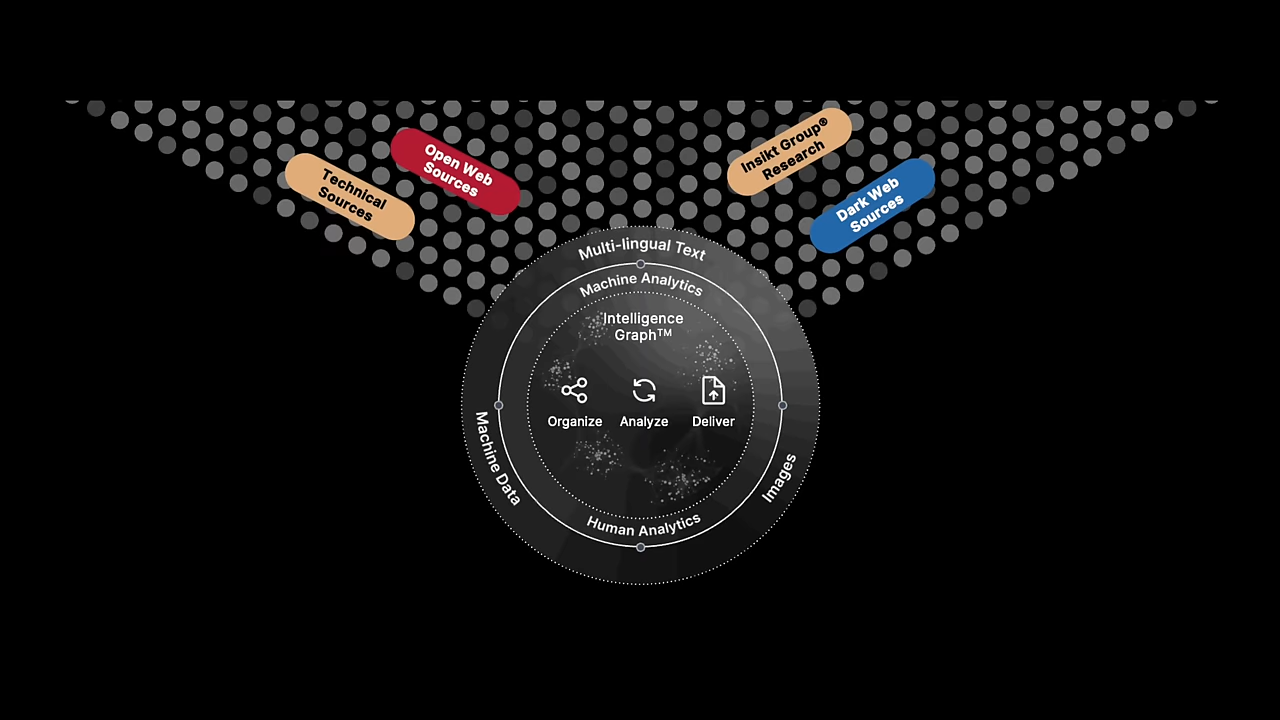 Technical
Sources
Open Web
Sources
Insikt Group®
Research
Dark Web
Sources
Multi-lingual Text
Machine Analytics
Intelligence
Graph™
Organize
Analyze
Deliver
Machine Data
Images
Human Analytics